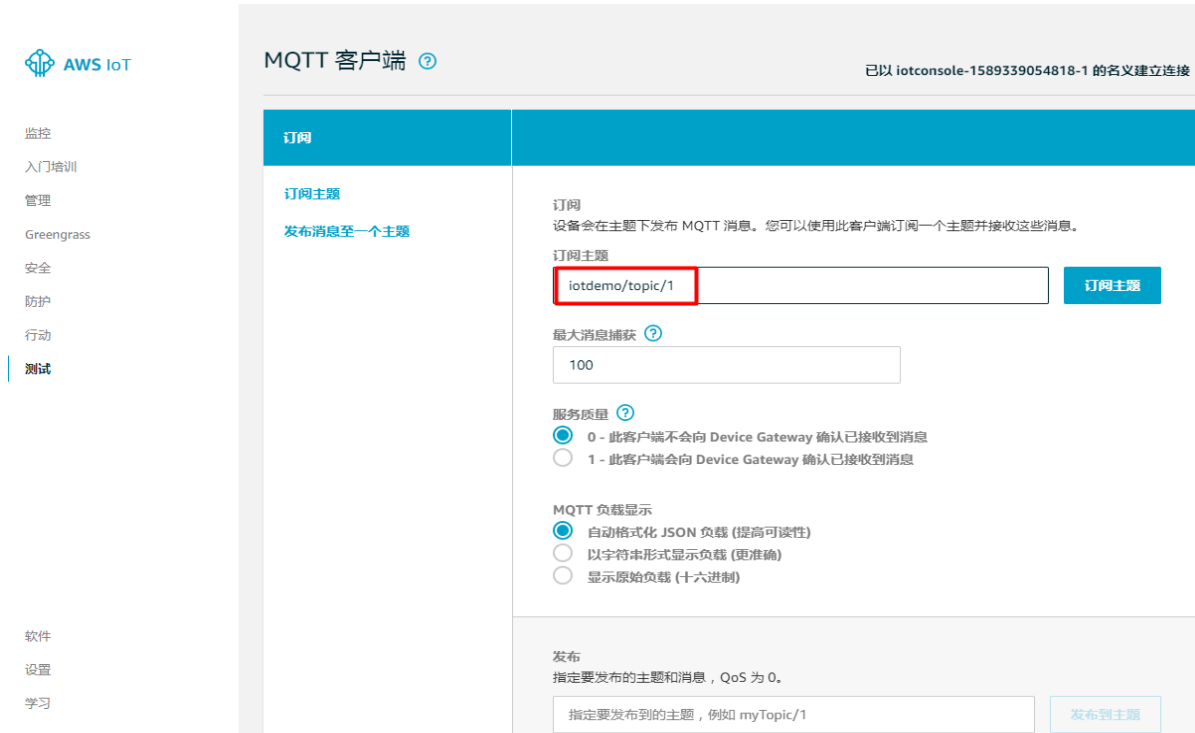 AWS IoT
监控
入门培训
管理
Greengrass
安全
防护
行动
测试
软件
设置
学习
MQTT 客户端 ?
已以 iotconsole-1589339054818-1 的名义建立连接
订阅
订阅主题
发布消息至一个主题
订阅
设备会在主题下发布 MQTT 消息。您可以使用此客户端订阅一个主题并接收这些消息。
订阅主题
iotdemo/topic/1
订阅主题
最大消息捕获 ?
100
服务质量 ?
0 - 此客户端不会向 Device Gateway 确认已接收到消息
1 - 此客户端会向 Device Gateway 确认已接收到消息
MQTT 负载显示
自动格式化 JSON 负载 (提高可读性)
以字符串形式显示负载 (更准确)
显示原始负载 (十六进制)
发布
指定要发布的主题和消息，QoS 为 0。
指定要发布到的主题，例如 myTopic/1
发布到主题